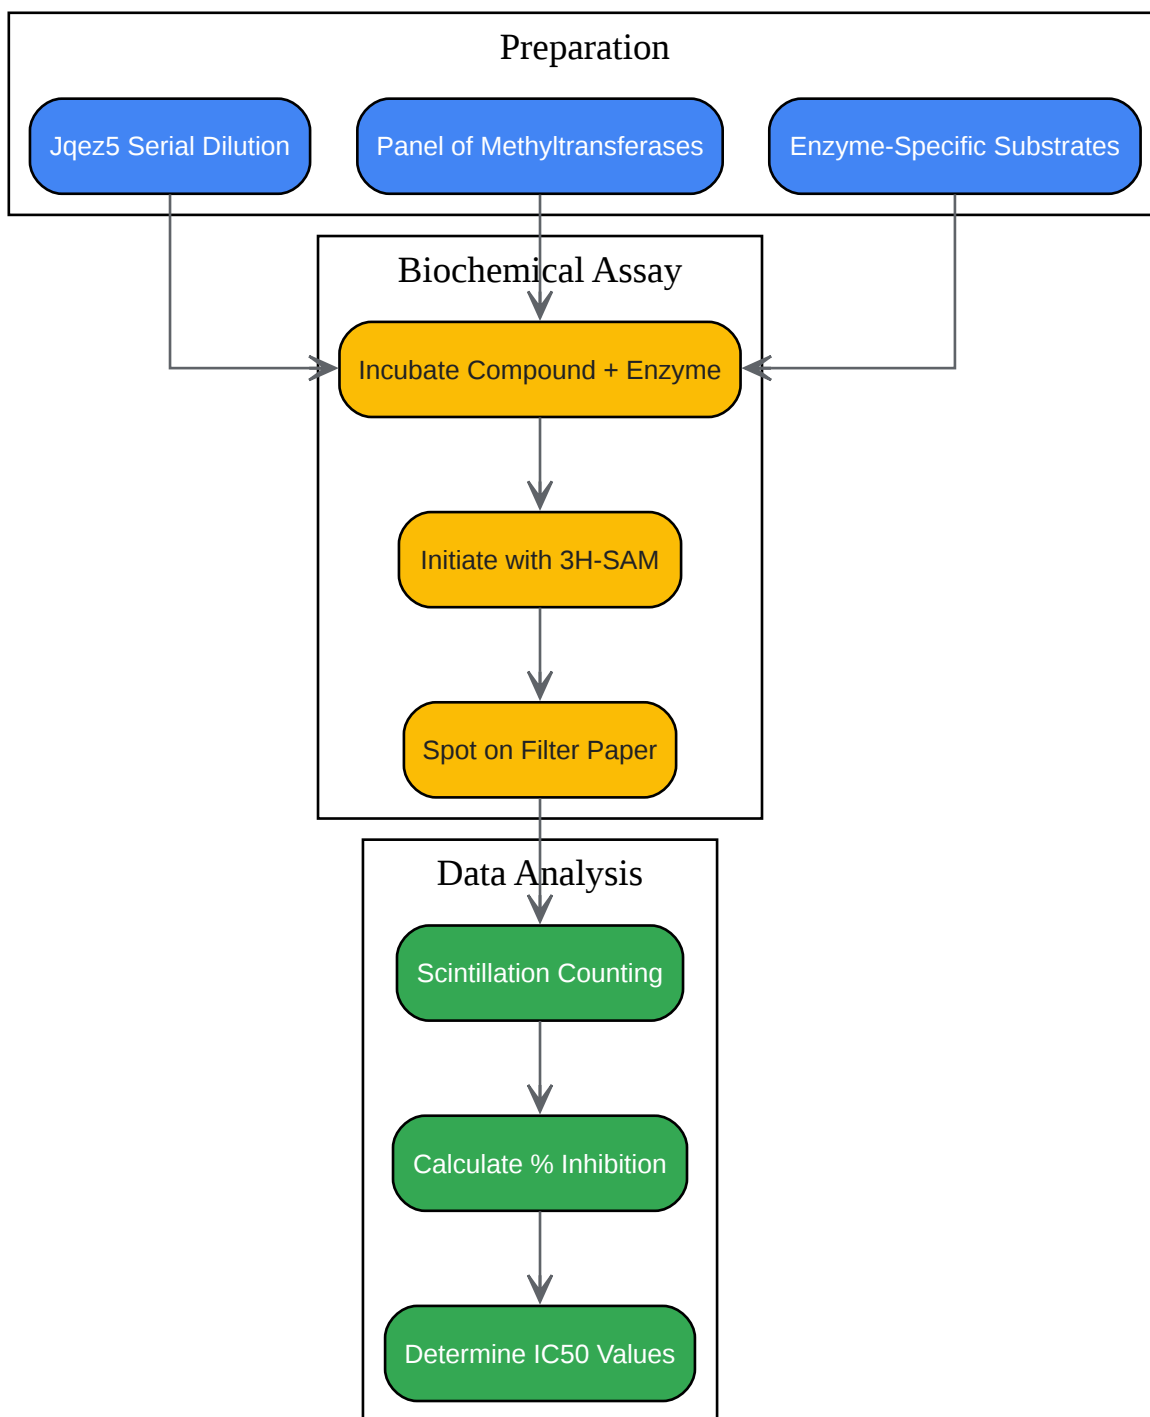 Preparation
Jqez5 Serial Dilution
Panel of Methyltransferases
Enzyme-Specific Substrates
Biochemical Assay
Incubate Compound + Enzyme
Initiate with 3H-SAM
Spot on Filter Paper
Data Analysis
Scintillation Counting
Calculate % Inhibition
Determine IC50 Values